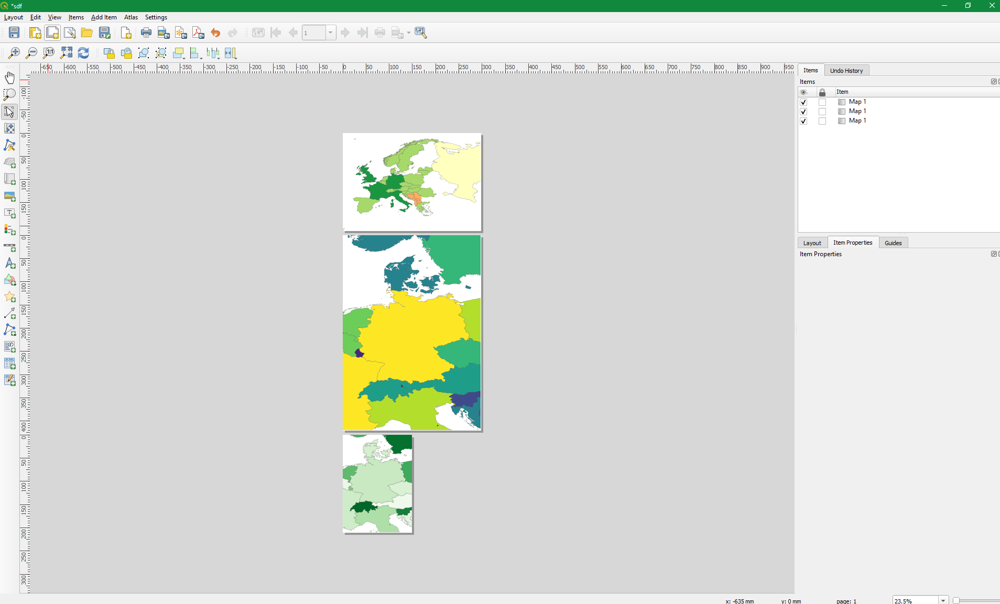 *sdf
Layout Edit View Items Add Item Atlas Settings
1
1:1
-650 -600 -550 -500 -450 -400 -350 -300 -250 -200 -150 -100 -50 0 50 100 150 200 250 300 350 400 450 500 550 600 650 700 750 800 850 900 950
-100
-50
0
50
100
150
0
50
100
150
200
250
300
350
400
0
50
100
150
200
250
300
Items Undo History
Items
Item
Map 1
Map 1
Map 1
Layout Item Properties Guides
Item Properties
x: -635 mm y: 0 mm page: 1 23.5%